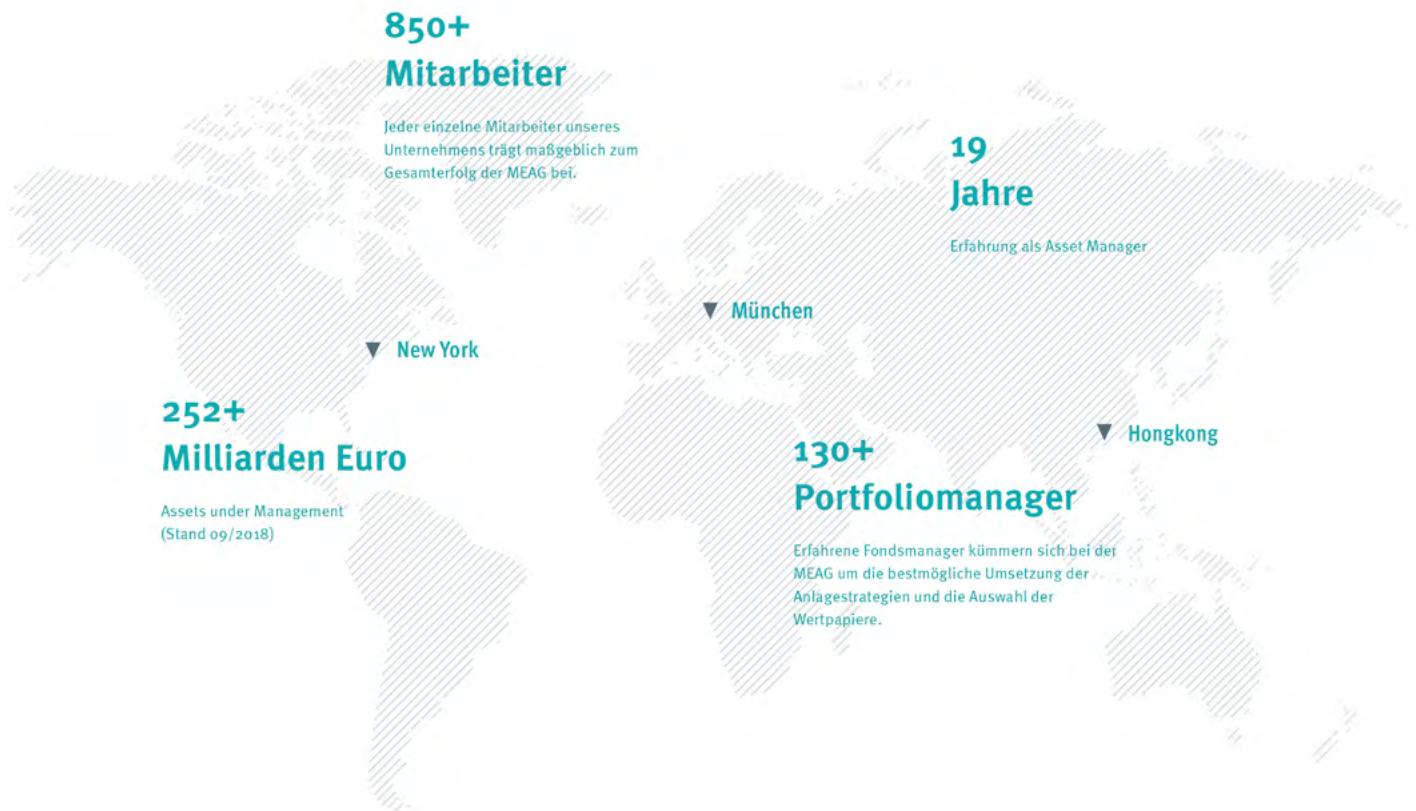 850+
Mitarbeiter
Jeder einzelne Mitarbeiter unseres
Unternehmens trägt maßgeblich zum
Gesamterfolg der MEAG bei.
19
Jahre
Erfahrung als Asset Manager
München
New York
252+
Milliarden Euro
Assets under Management
(Stand 09/2018)
Hongkong
130+
Portfoliomanager
Erfahrene Fondsmanager kümmern sich bei der
MEAG um die bestmögliche Umsetzung der
Anlagestrategien und die Auswahl der
Wertpapiere.